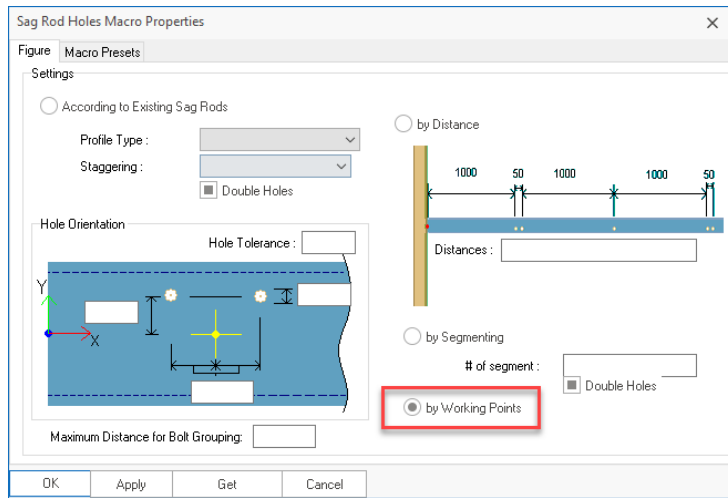 Sag Rod Holes Macro Properties
Figure Macro Presets
Settings
According to Existing Sag Rods
Profile Type :
Staggering :
Double Holes
Hole Orientation
Hole Tolerance :
Y
X
Maximum Distance for Bolt Grouping:
by Distance
1000 50 1000 1000 50
Distances :
by Segmenting
# of segment :
Double Holes
by Working Points
OK Apply Get Cancel